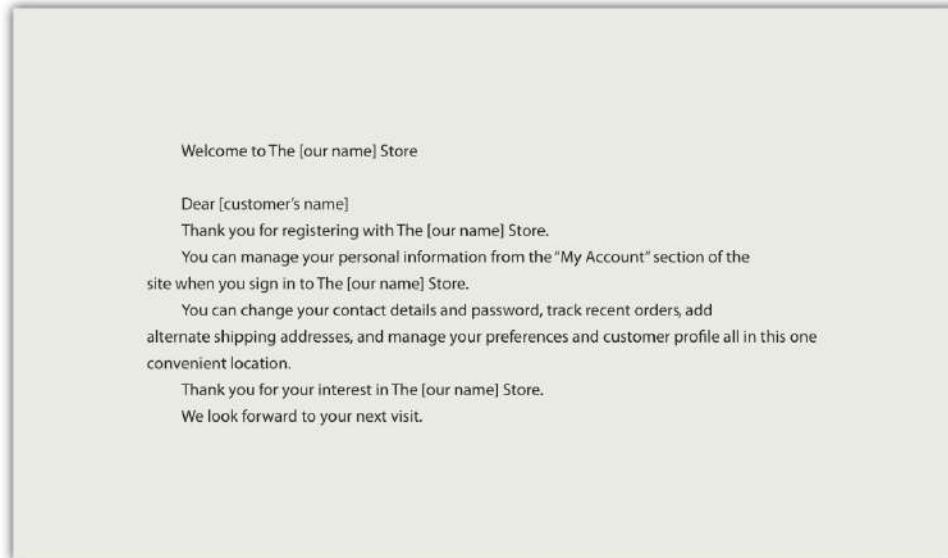 Welcome to The [our name] Store
Dear [customer’s name]
Thank you for registering with The [our name] Store.
You can manage your personal information from the “My Account” section of the
site when you sign in to The [our name] Store.
You can change your contact details and password, track recent orders, add
alternate shipping addresses, and manage your preferences and customer profile all in this one
convenient location.
Thank you for your interest in The [our name] Store.
We look forward to your next visit.